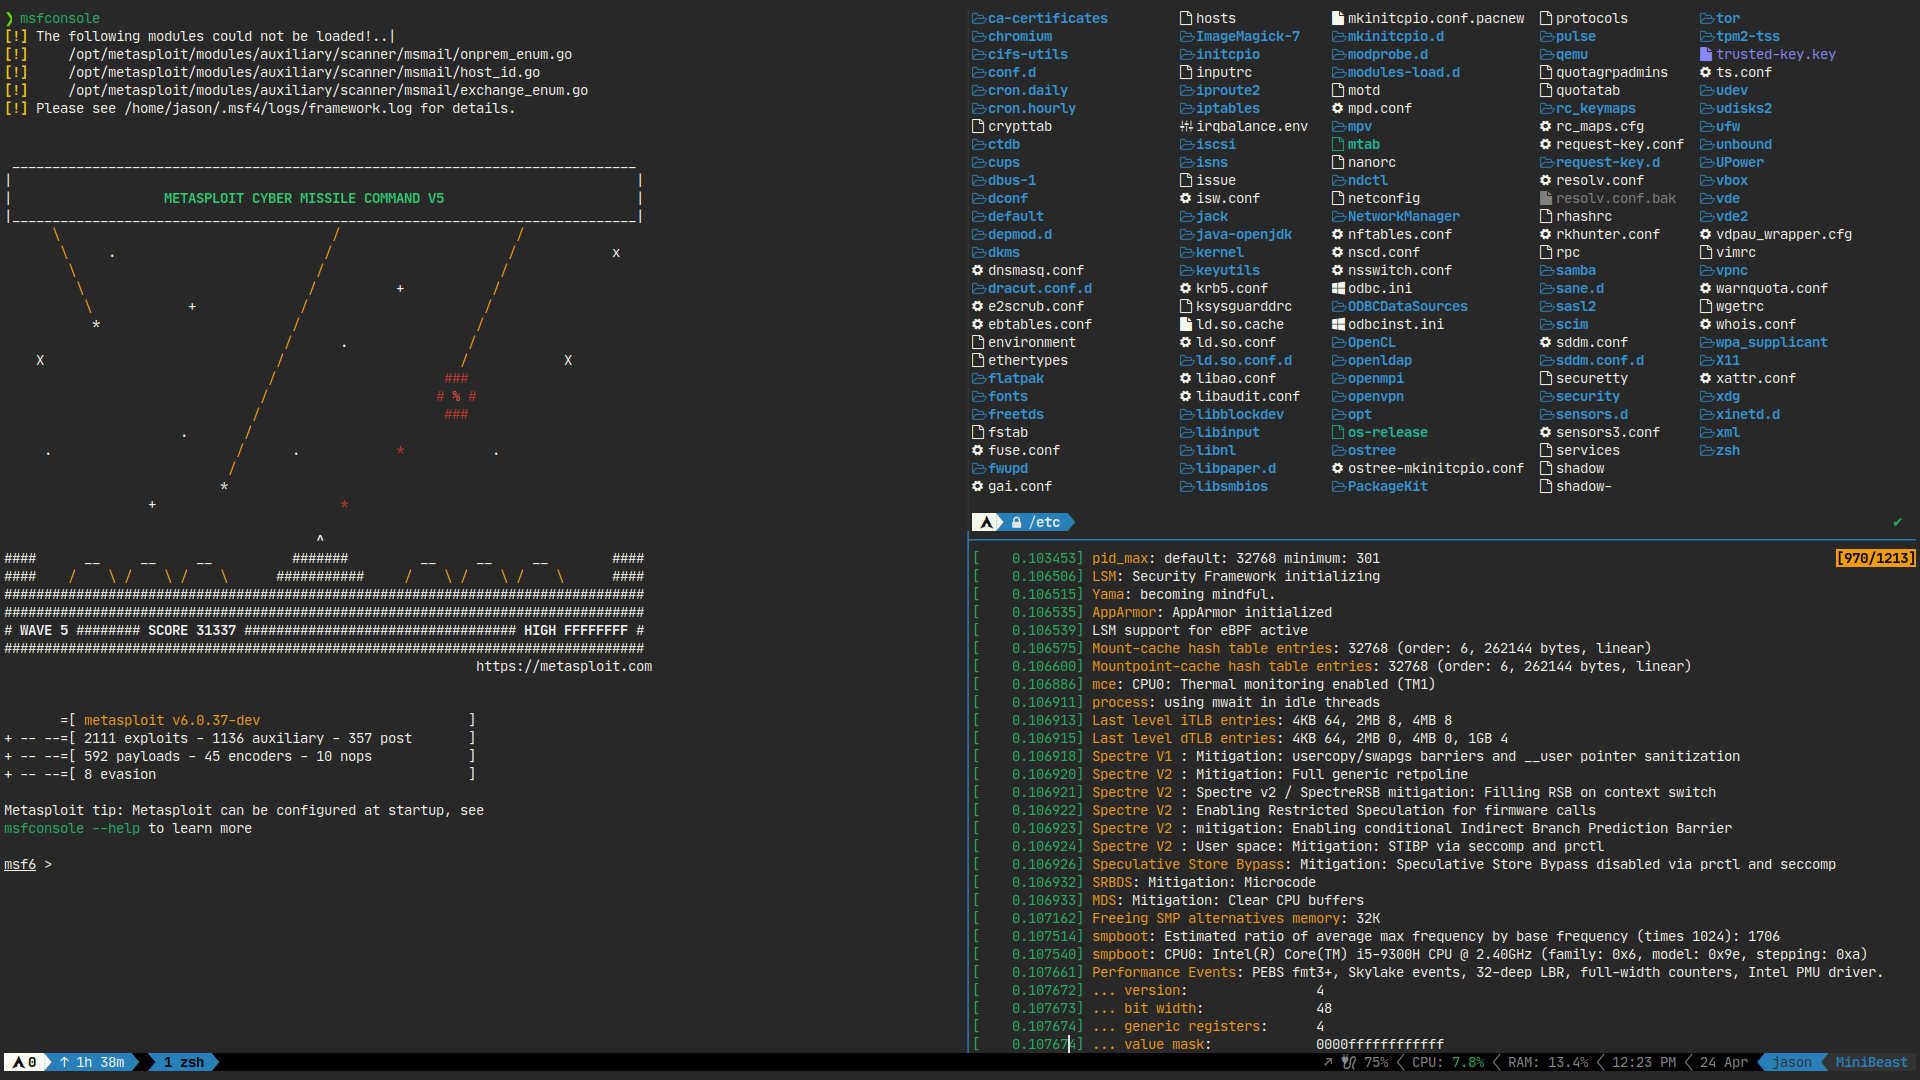 ❯ msfconsole
[!] The following modules could not be loaded!..|
[!]     /opt/metasploit/modules/auxiliary/scanner/msmail/onprem_enum.go
[!]     /opt/metasploit/modules/auxiliary/scanner/msmail/host_id.go
[!]     /opt/metasploit/modules/auxiliary/scanner/msmail/exchange_enum.go
[!] Please see /home/jason/.msf4/logs/framework.log for details.
METASPLOIT CYBER MISSILE COMMAND V5
# WAVE 5 ######## SCORE 31337 ################################## HIGH FFFFFFFF #
https://metasploit.com
=[ metasploit v6.0.37-dev                          ]
+ -- --=[ 2111 exploits - 1136 auxiliary - 357 post       ]
+ -- --=[ 592 payloads - 45 encoders - 10 nops            ]
+ -- --=[ 8 evasion                                       ]
Metasploit tip: Metasploit can be configured at startup, see
msfconsole --help to learn more
msf6 >
ca-certificates hosts mkinitcpio.conf.pacnew protocols tor
chromium ImageMagick-7 mkinitcpio.d pulse tpm2-tss
cifs-utils initcpio modprobe.d qemu trusted-key.key
conf.d inputrc modules-load.d quotagrpadmins ts.conf
cron.daily iproute2 motd quotatab udev
cron.hourly iptables mpd.conf rc_keymaps udisks2
crypttab irqbalance.env mpv rc_maps.cfg ufw
ctdb iscsi mtab request-key.conf unbound
cups isns nanorc request-key.d UPower
dbus-1 issue ndctl resolv.conf vbox
dconf isw.conf netconfig resolv.conf.bak vde
default jack NetworkManager rhashrc vde2
depmod.d java-openjdk nftables.conf rkhunter.conf vdpau_wrapper.cfg
dkms kernel nscd.conf rpc vimrc
dnsmasq.conf keyutils nsswitch.conf samba vpnc
dracut.conf.d krb5.conf odbc.ini sane.d warnquota.conf
e2scrub.conf ksysguarddrc ODBCDataSources sasl2 wgetrc
ebtables.conf ld.so.cache odbcinst.ini scim whois.conf
environment ld.so.conf OpenCL sddm.conf wpa_supplicant
ethertypes ld.so.conf.d openldap sddm.conf.d X11
flatpak libao.conf openmpi securetty xattr.conf
fonts libaudit.conf openvpn security xdg
freetds libblockdev opt sensors.d xinetd.d
fstab libinput os-release sensors3.conf xml
fuse.conf libnl ostree services zsh
fwupd libpaper.d ostree-mkinitcpio.conf shadow
gai.conf libsmbios PackageKit shadow-
/etc ✔
[    0.103453] pid_max: default: 32768 minimum: 301 [970/1213]
[    0.106506] LSM: Security Framework initializing
[    0.106515] Yama: becoming mindful.
[    0.106535] AppArmor: AppArmor initialized
[    0.106539] LSM support for eBPF active
[    0.106575] Mount-cache hash table entries: 32768 (order: 6, 262144 bytes, linear)
[    0.106600] Mountpoint-cache hash table entries: 32768 (order: 6, 262144 bytes, linear)
[    0.106886] mce: CPU0: Thermal monitoring enabled (TM1)
[    0.106911] process: using mwait in idle threads
[    0.106913] Last level iTLB entries: 4KB 64, 2MB 8, 4MB 8
[    0.106915] Last level dTLB entries: 4KB 64, 2MB 0, 4MB 0, 1GB 4
[    0.106918] Spectre V1 : Mitigation: usercopy/swapgs barriers and __user pointer sanitization
[    0.106920] Spectre V2 : Mitigation: Full generic retpoline
[    0.106921] Spectre V2 : Spectre v2 / SpectreRSB mitigation: Filling RSB on context switch
[    0.106922] Spectre V2 : Enabling Restricted Speculation for firmware calls
[    0.106923] Spectre V2 : mitigation: Enabling conditional Indirect Branch Prediction Barrier
[    0.106924] Spectre V2 : User space: Mitigation: STIBP via seccomp and prctl
[    0.106926] Speculative Store Bypass: Mitigation: Speculative Store Bypass disabled via prctl and seccomp
[    0.106932] SRBDS: Mitigation: Microcode
[    0.106933] MDS: Mitigation: Clear CPU buffers
[    0.107162] Freeing SMP alternatives memory: 32K
[    0.107514] smpboot: Estimated ratio of average max frequency by base frequency (times 1024): 1706
[    0.107540] smpboot: CPU0: Intel(R) Core(TM) i5-9300H CPU @ 2.40GHz (family: 0x6, model: 0x9e, stepping: 0xa)
[    0.107661] Performance Events: PEBS fmt3+, Skylake events, 32-deep LBR, full-width counters, Intel PMU driver.
[    0.107672] ... version:                4
[    0.107673] ... bit width:              48
[    0.107674] ... generic registers:      4
[    0.107674] ... value mask:             0000ffffffffffff
0 ↑ 1h 38m 1 zsh ↗ 75% CPU: 7.8% RAM: 13.4% 12:23 PM 24 Apr jason MiniBeast